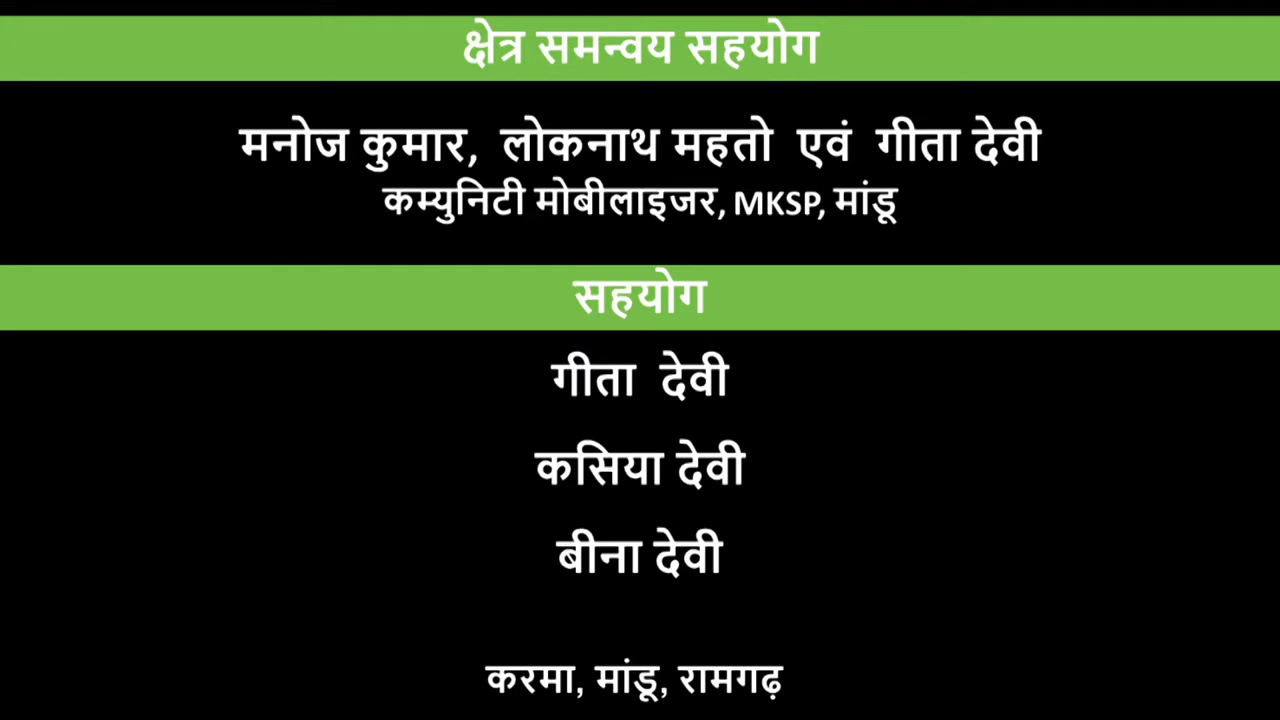 क्षेत्र समन्वय सहयोग
मनोज कुमार, लोकनाथ महतो एवं गीता देवी
कम्युनिटी मोबीलाइजर, MKSP, मांडू
सहयोग
गीता देवी
कसिया देवी
बीना देवी
करमा, मांडू, रामगढ़